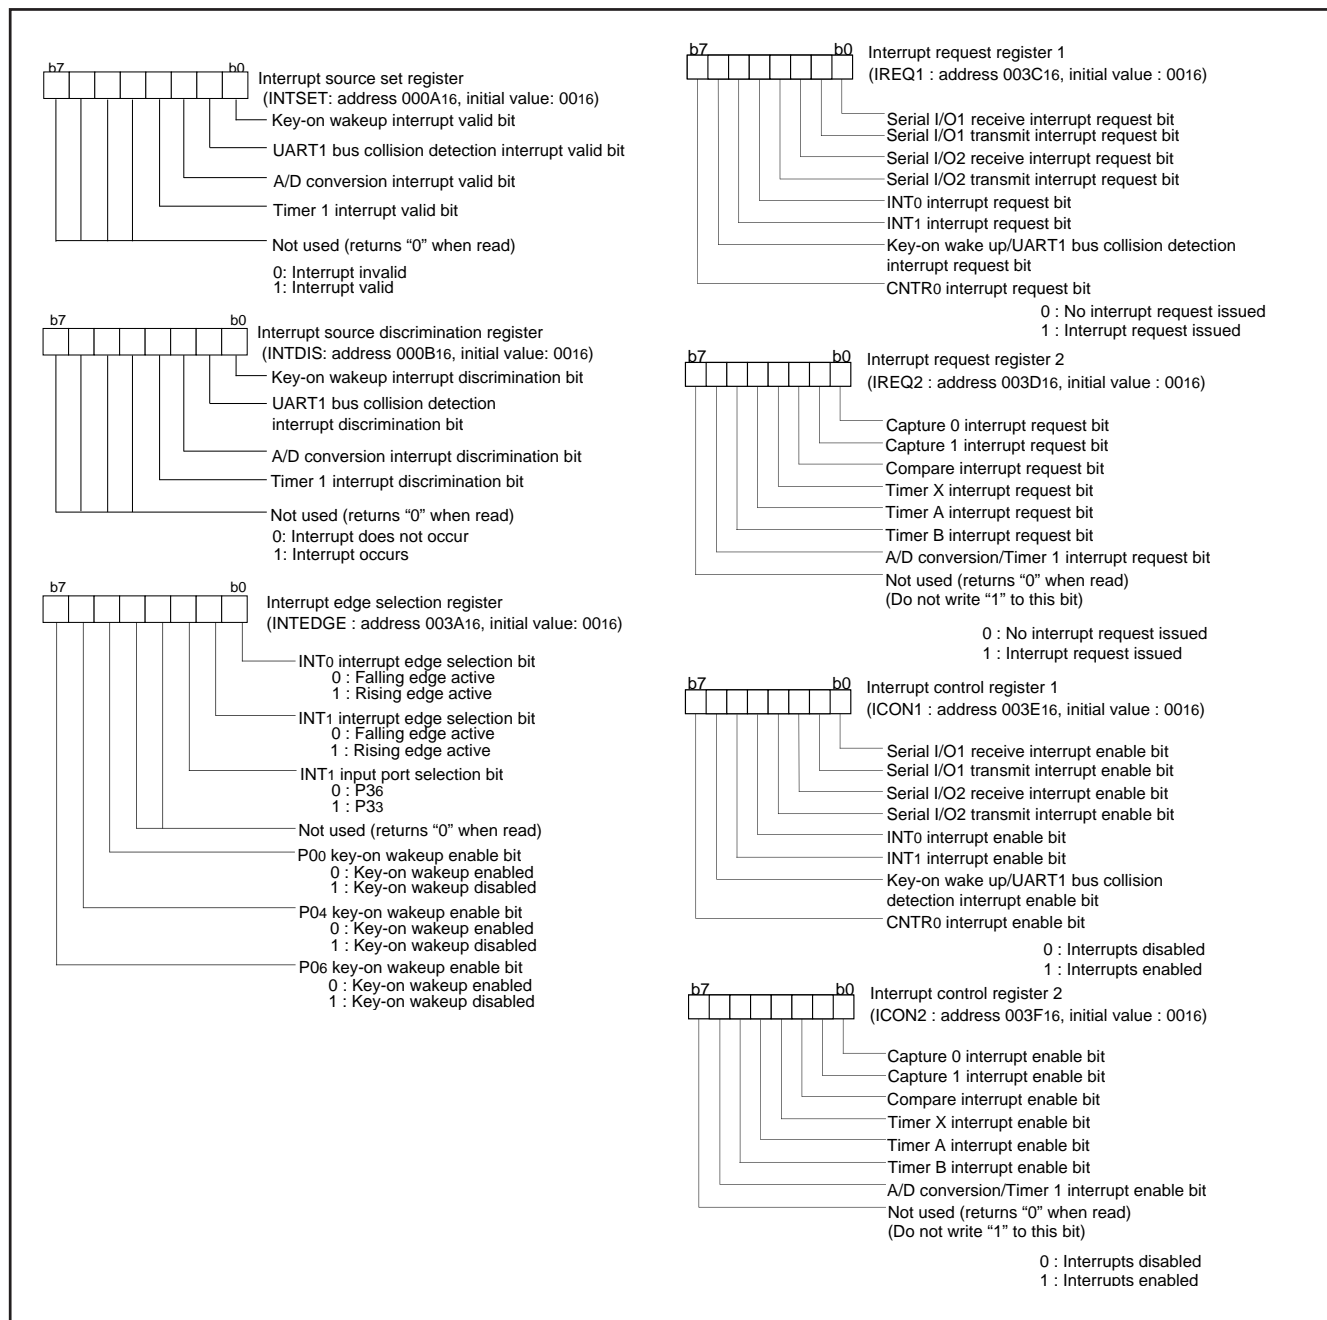 b7 b0
Interrupt source set register
(INTSET: address 000A16, initial value: 0016)
Key-on wakeup interrupt valid bit
UART1 bus collision detection interrupt valid bit
A/D conversion interrupt valid bit
Timer 1 interrupt valid bit
Not used (returns “0” when read)
0: Interrupt invalid
1: Interrupt valid
b7 b0
Interrupt source discrimination register
(INTDIS: address 000B16, initial value: 0016)
Key-on wakeup interrupt discrimination bit
UART1 bus collision detection
interrupt discrimination bit
A/D conversion interrupt discrimination bit
Timer 1 interrupt discrimination bit
Not used (returns “0” when read)
0: Interrupt does not occur
1: Interrupt occurs
b7 b0
Interrupt edge selection register
(INTEDGE : address 003A16, initial value: 0016)
INT0 interrupt edge selection bit
0 : Falling edge active
1 : Rising edge active
INT1 interrupt edge selection bit
0 : Falling edge active
1 : Rising edge active
INT1 input port selection bit
0 : P36
1 : P33
Not used (returns “0” when read)
P00 key-on wakeup enable bit
0 : Key-on wakeup enabled
1 : Key-on wakeup disabled
P04 key-on wakeup enable bit
0 : Key-on wakeup enabled
1 : Key-on wakeup disabled
P06 key-on wakeup enable bit
0 : Key-on wakeup enabled
1 : Key-on wakeup disabled
b7 b0
Interrupt request register 1
(IREQ1 : address 003C16, initial value : 0016)
Serial I/O1 receive interrupt request bit
Serial I/O1 transmit interrupt request bit
Serial I/O2 receive interrupt request bit
Serial I/O2 transmit interrupt request bit
INT0 interrupt request bit
INT1 interrupt request bit
Key-on wake up/UART1 bus collision detection
interrupt request bit
CNTR0 interrupt request bit
0 : No interrupt request issued
1 : Interrupt request issued
b7 b0
Interrupt request register 2
(IREQ2 : address 003D16, initial value : 0016)
Capture 0 interrupt request bit
Capture 1 interrupt request bit
Compare interrupt request bit
Timer X interrupt request bit
Timer A interrupt request bit
Timer B interrupt request bit
A/D conversion/Timer 1 interrupt request bit
Not used (returns “0” when read)
(Do not write “1” to this bit)
0 : No interrupt request issued
1 : Interrupt request issued
b7 b0
Interrupt control register 1
(ICON1 : address 003E16, initial value : 0016)
Serial I/O1 receive interrupt enable bit
Serial I/O1 transmit interrupt enable bit
Serial I/O2 receive interrupt enable bit
Serial I/O2 transmit interrupt enable bit
INT0 interrupt enable bit
INT1 interrupt enable bit
Key-on wake up/UART1 bus collision
detection interrupt enable bit
CNTR0 interrupt enable bit
0 : Interrupts disabled
1 : Interrupts enabled
b7 b0
Interrupt control register 2
(ICON2 : address 003F16, initial value : 0016)
Capture 0 interrupt enable bit
Capture 1 interrupt enable bit
Compare interrupt enable bit
Timer X interrupt enable bit
Timer A interrupt enable bit
Timer B interrupt enable bit
A/D conversion/Timer 1 interrupt enable bit
Not used (returns “0” when read)
(Do not write “1” to this bit)
0 : Interrupts disabled
1 : Interrupts enabled